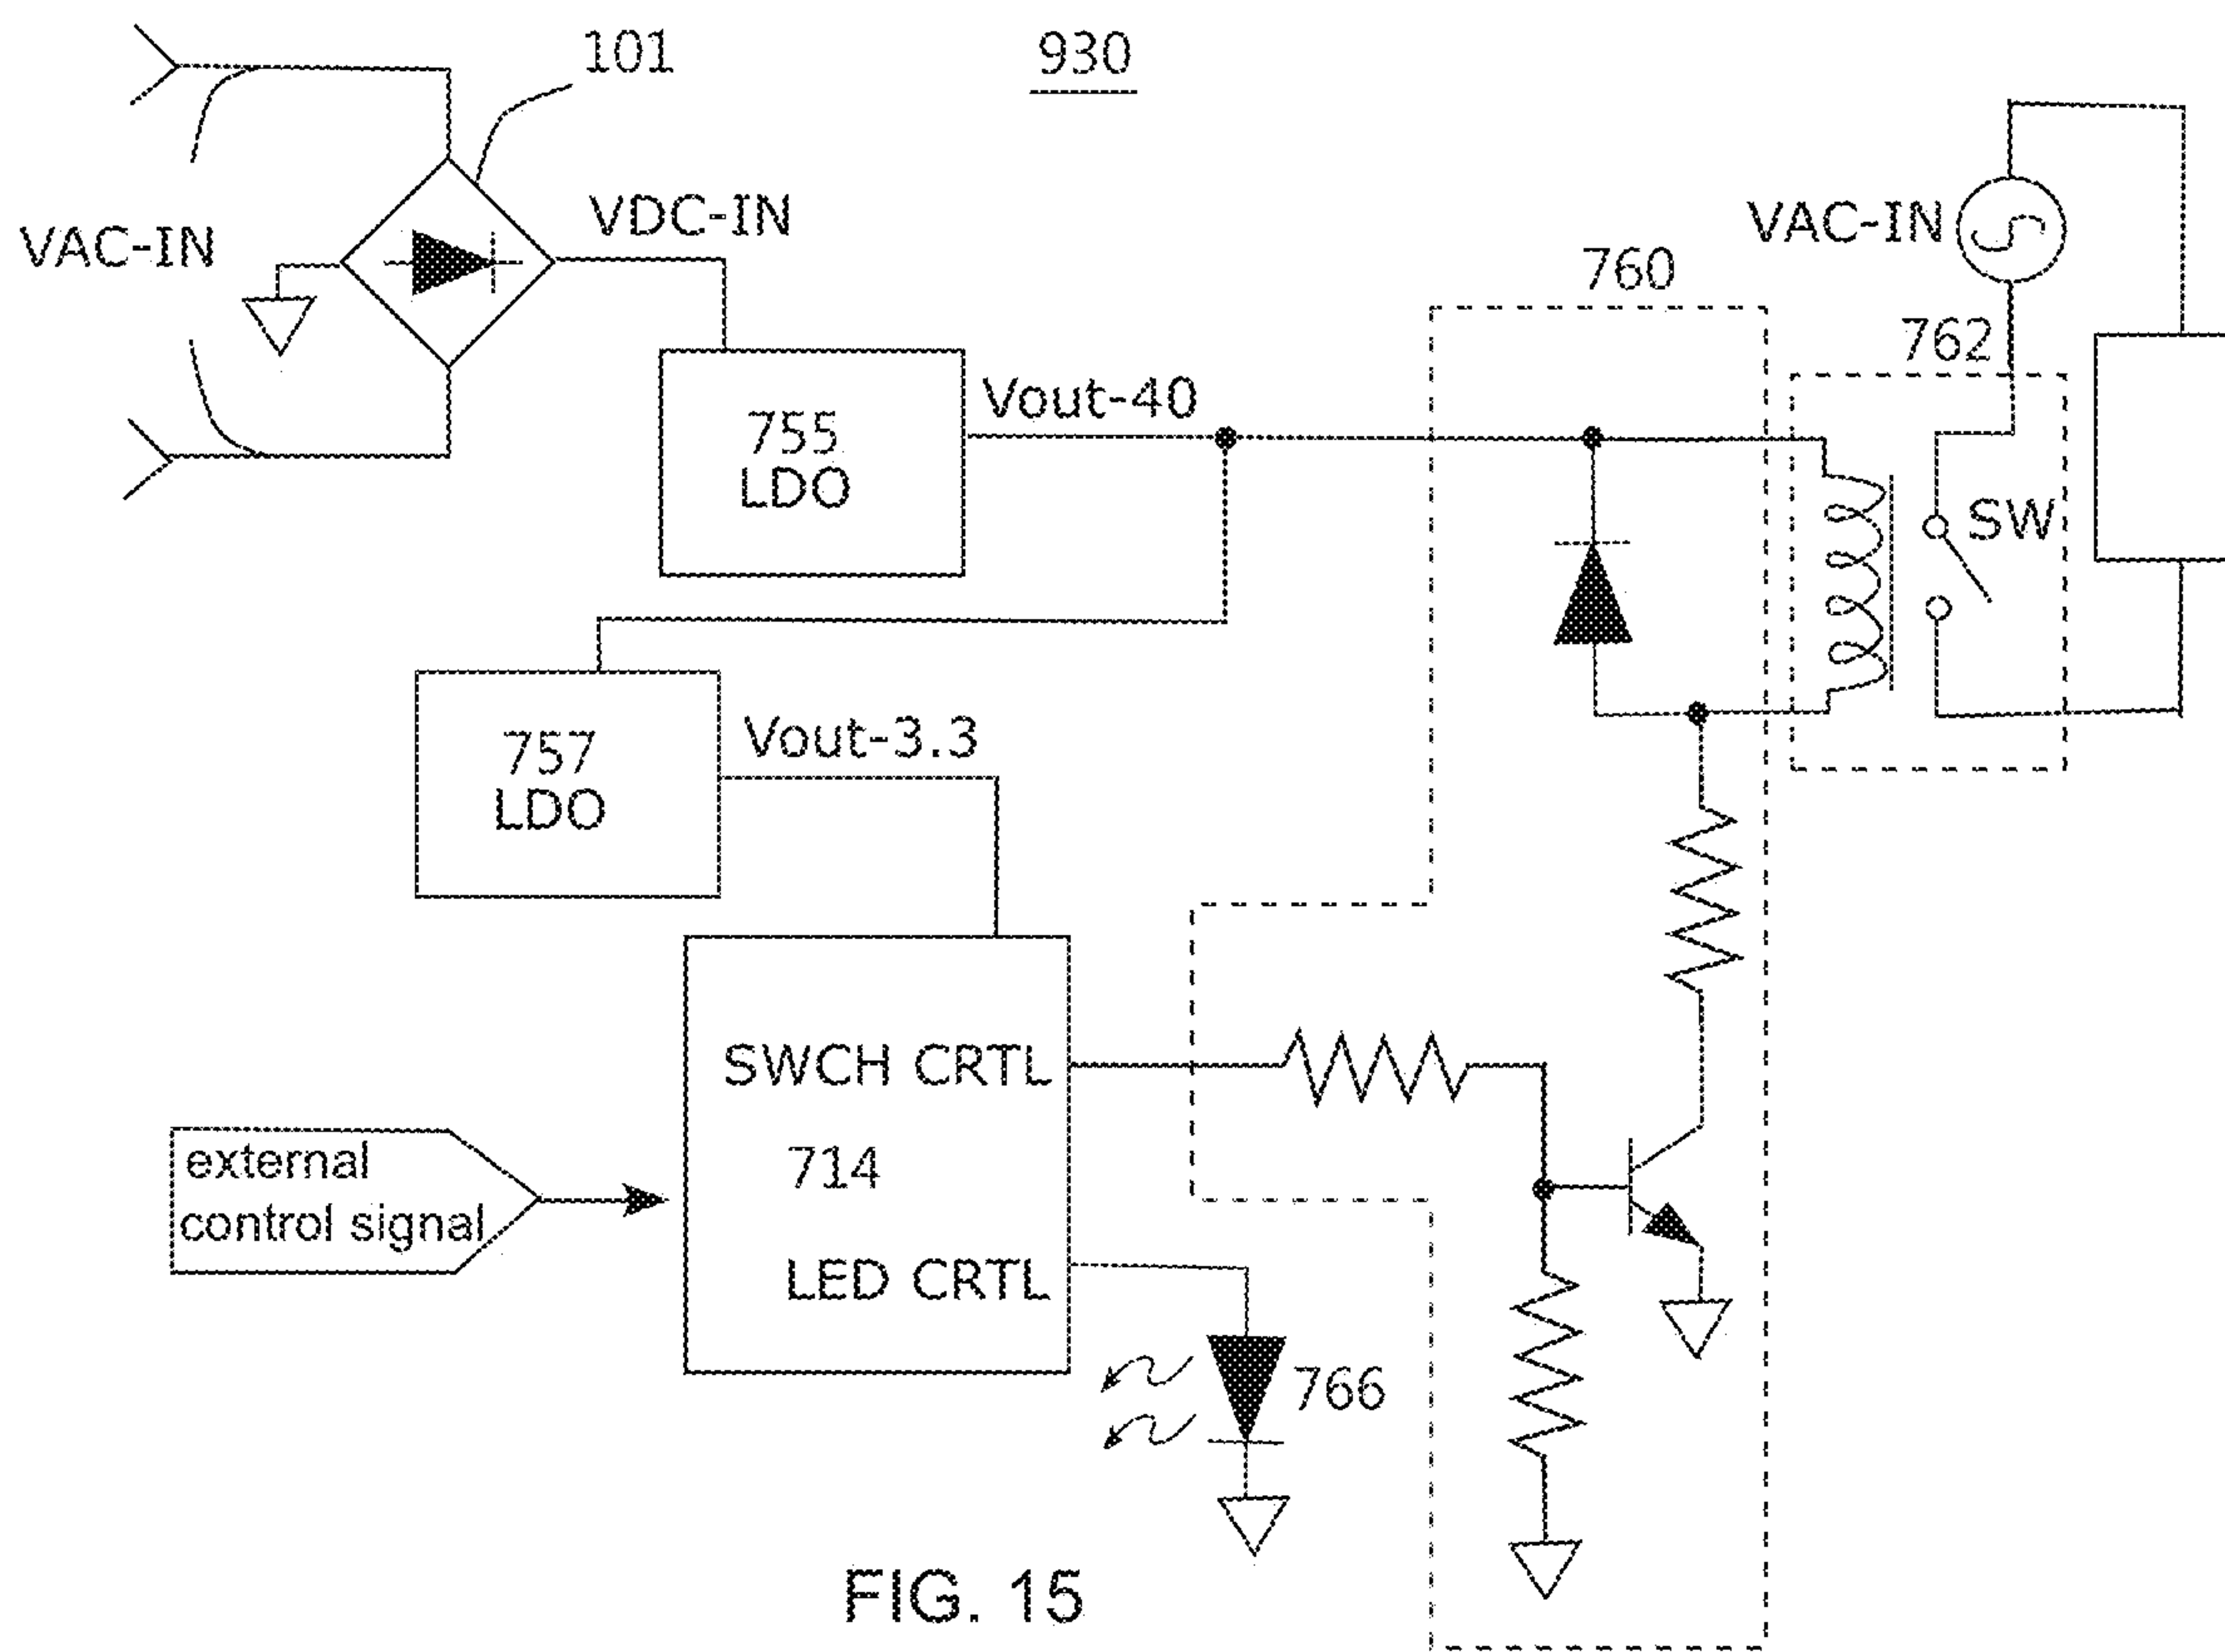 101
930
VAC-IN
VDC-IN
VAC-IN
760
762
755
LDO
Vout-40
SW
757
LDO
Vout-3.3
SWCH CRTL
714
external
control signal
LED CRTL
766
FIG. 15